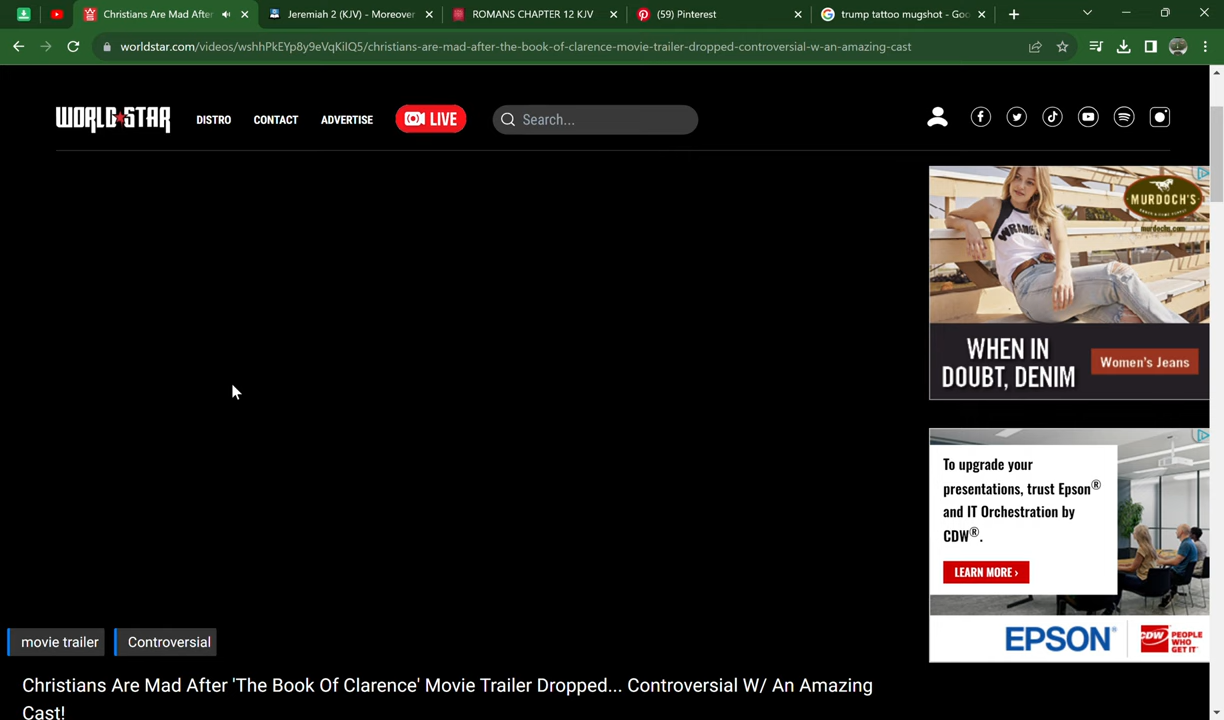 Christians Are Mad After
Jeremiah 2 (KJV) - Moreover
ROMANS CHAPTER 12 KJV
(59) Pinterest
trump tattoo mugshot - Goo
worldstar.com/videos/wshhPkEYp8y9eVqKiIQ5/christians-are-mad-after-the-book-of-clarence-movie-trailer-dropped-controversial-w-an-amazing-cast
WORLD STAR
DISTRO
CONTACT
ADVERTISE
LIVE
Search...
MURDOCH'S
murdochs.com
WRANGLER
WHEN IN
DOUBT, DENIM
Women's Jeans
To upgrade your
presentations, trust Epson®
and IT Orchestration by
CDW®.
LEARN MORE ›
EPSON®
CDW PEOPLE
WHO
GET IT
movie trailer
Controversial
Christians Are Mad After 'The Book Of Clarence' Movie Trailer Dropped... Controversial W/ An Amazing
Cast!